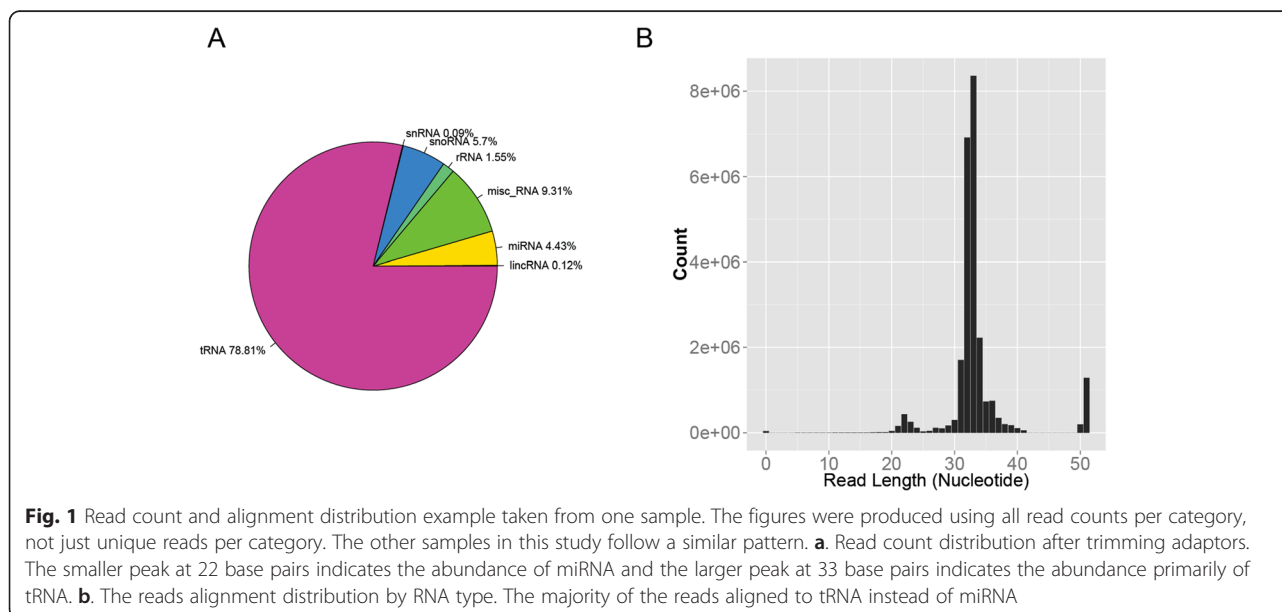 A
snRNA 0.09%
snoRNA 5.7%
rRNA 1.55%
misc_RNA 9.31%
miRNA 4.43%
lincRNA 0.12%
tRNA 78.81%
B
8e+06
6e+06
4e+06
2e+06
0e+00
Count
0 10 20 30 40 50
Read Length (Nucleotide)
Fig. 1 Read count and alignment distribution example taken from one sample. The figures were produced using all read counts per category,
not just unique reads per category. The other samples in this study follow a similar pattern. a. Read count distribution after trimming adaptors.
The smaller peak at 22 base pairs indicates the abundance of miRNA and the larger peak at 33 base pairs indicates the abundance primarily of
tRNA. b. The reads alignment distribution by RNA type. The majority of the reads aligned to tRNA instead of miRNA